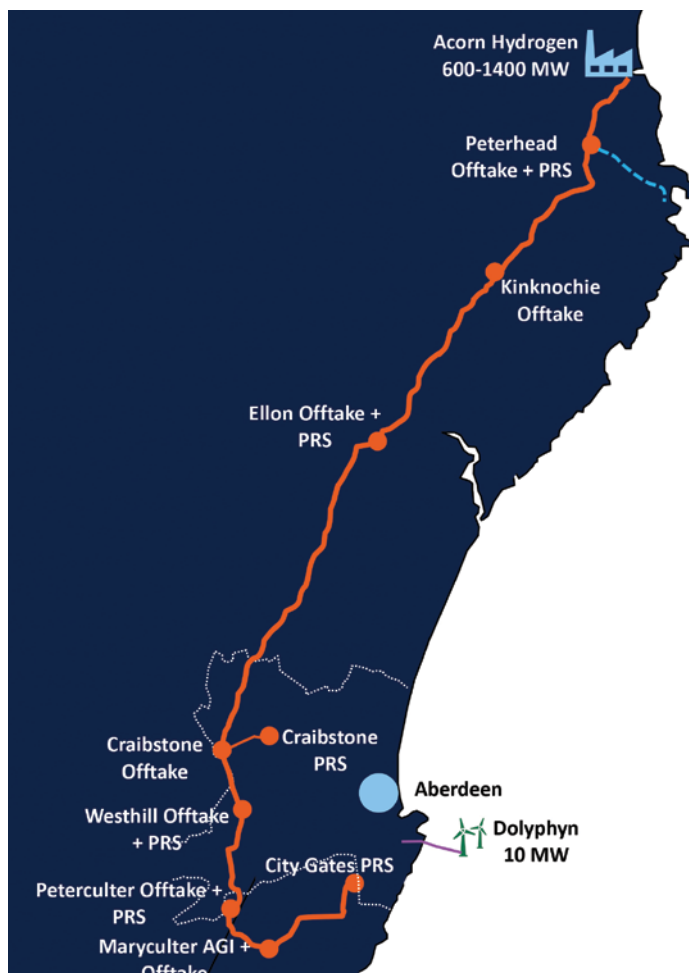 Acorn Hydrogen
600-1400 MW
Peterhead
Offtake + PRS
Kinknochie
Offtake
Ellon Offtake +
PRS
Craibstone
PRS
Craibstone
Offtake
Aberdeen
Westhill Offtake
+ PRS
Dolyphyn
10 MW
City Gates PRS
Peterculter Offtake +
PRS
Maryculter AGI +
Offtake